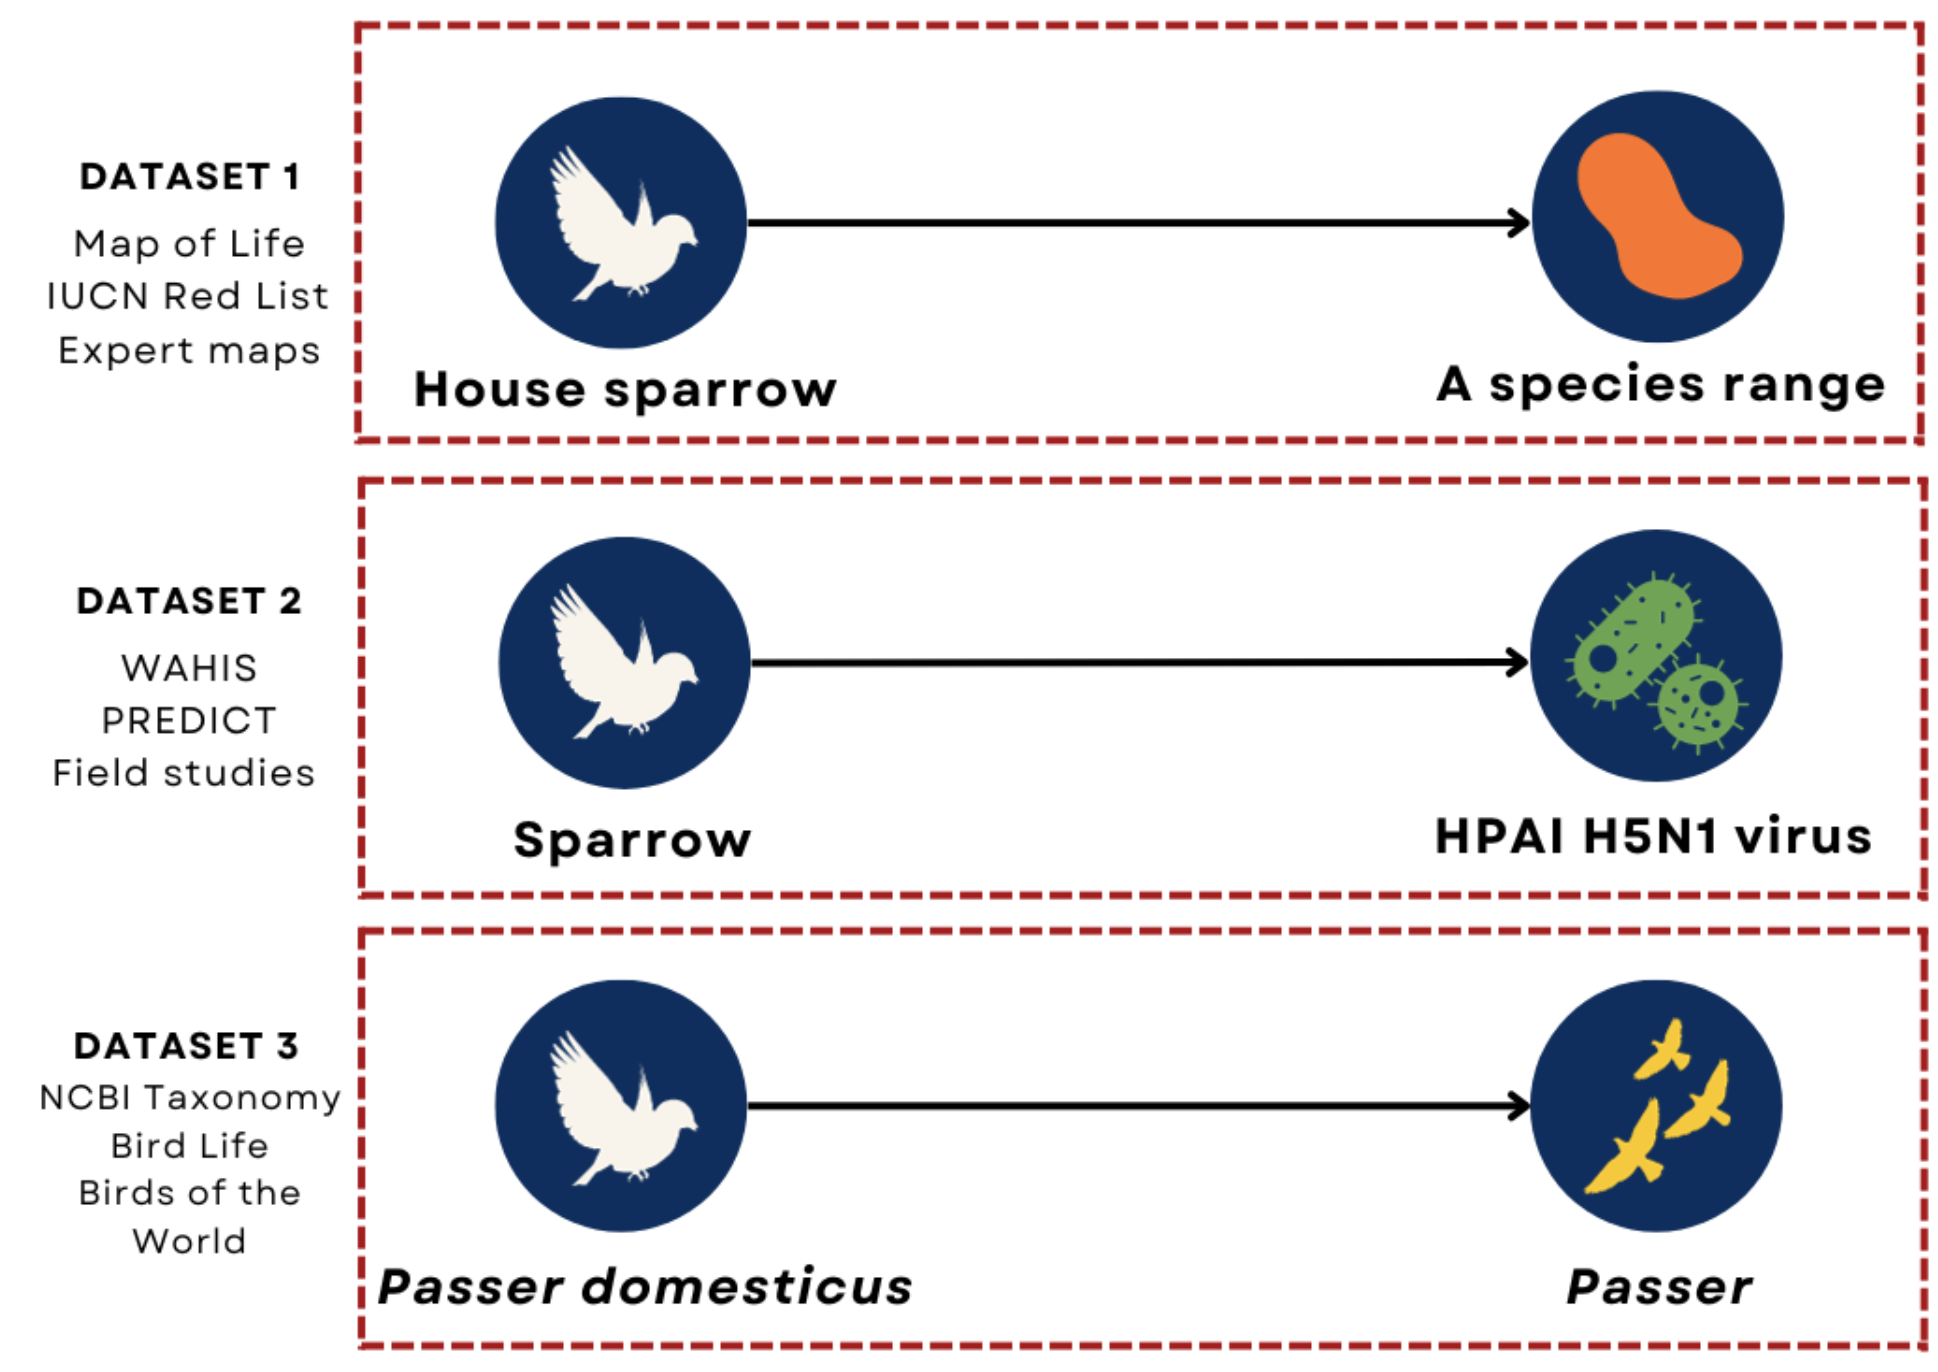 DATASET 1
Map of Life
IUCN Red List
Expert maps
House sparrow
A species range
DATASET 2
WAHIS
PREDICT
Field studies
Sparrow
HPAI H5N1 virus
DATASET 3
NCBI Taxonomy
Bird Life
Birds of the
World
Passer domesticus
Passer